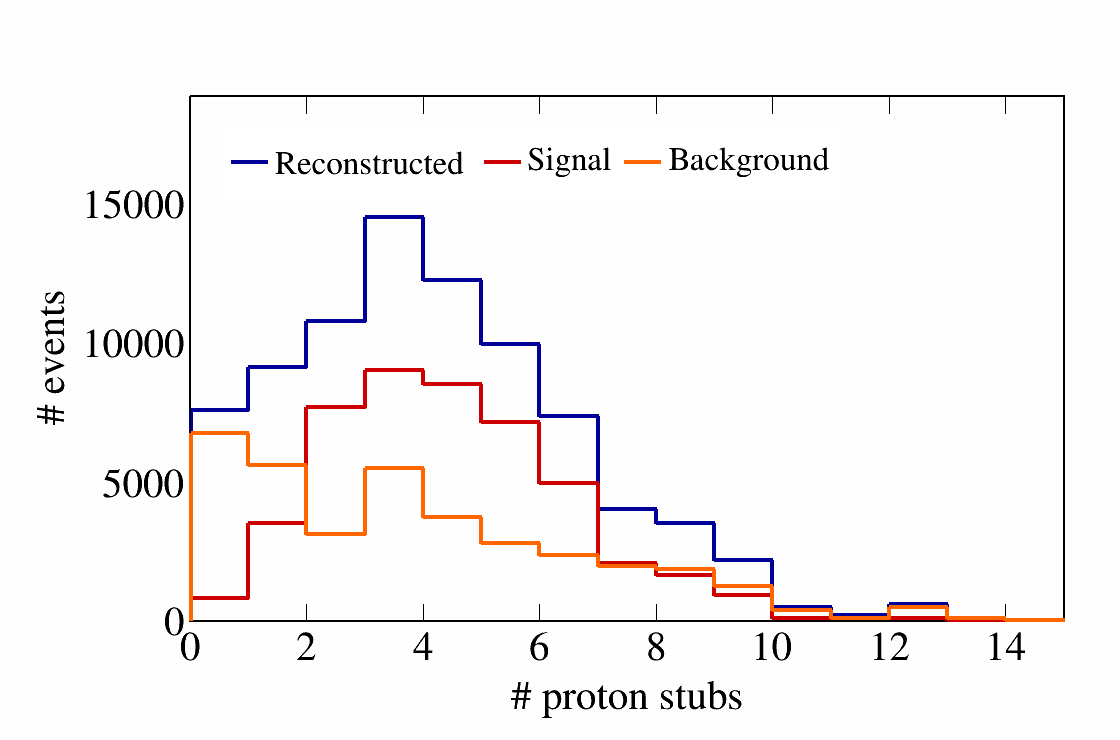 Reconstructed Signal Background
15000
10000
5000
0
0 2 4 6 8 10 12 14
# events
# proton stubs